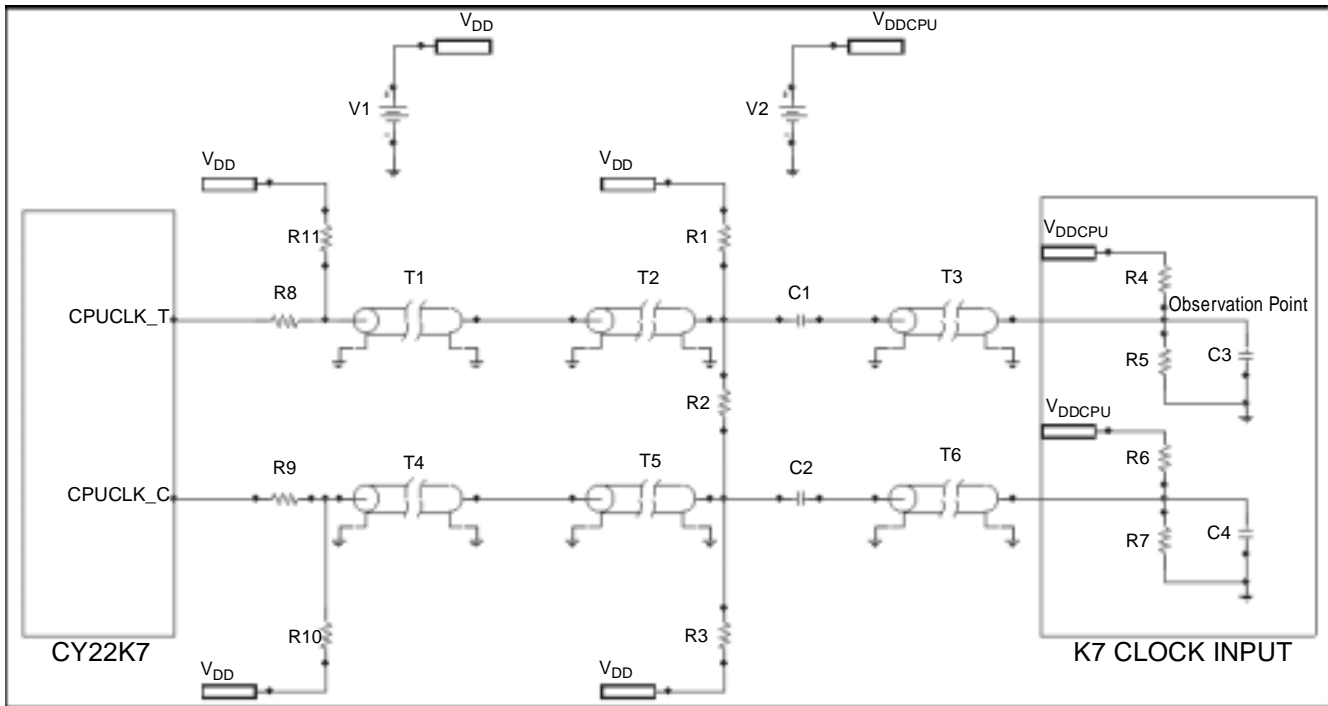 VDD
VDDCPU
V1
V2
VDD
VDD
R11
R1
VDDCPU
R4
T1
T2
C1
T3
R8
CPUCLK_T
Observation Point
R5
C3
R2
VDDCPU
R9
T4
T5
C2
T6
R6
CPUCLK_C
R7
C4
R10
R3
CY22K7
K7 CLOCK INPUT
VDD
VDD